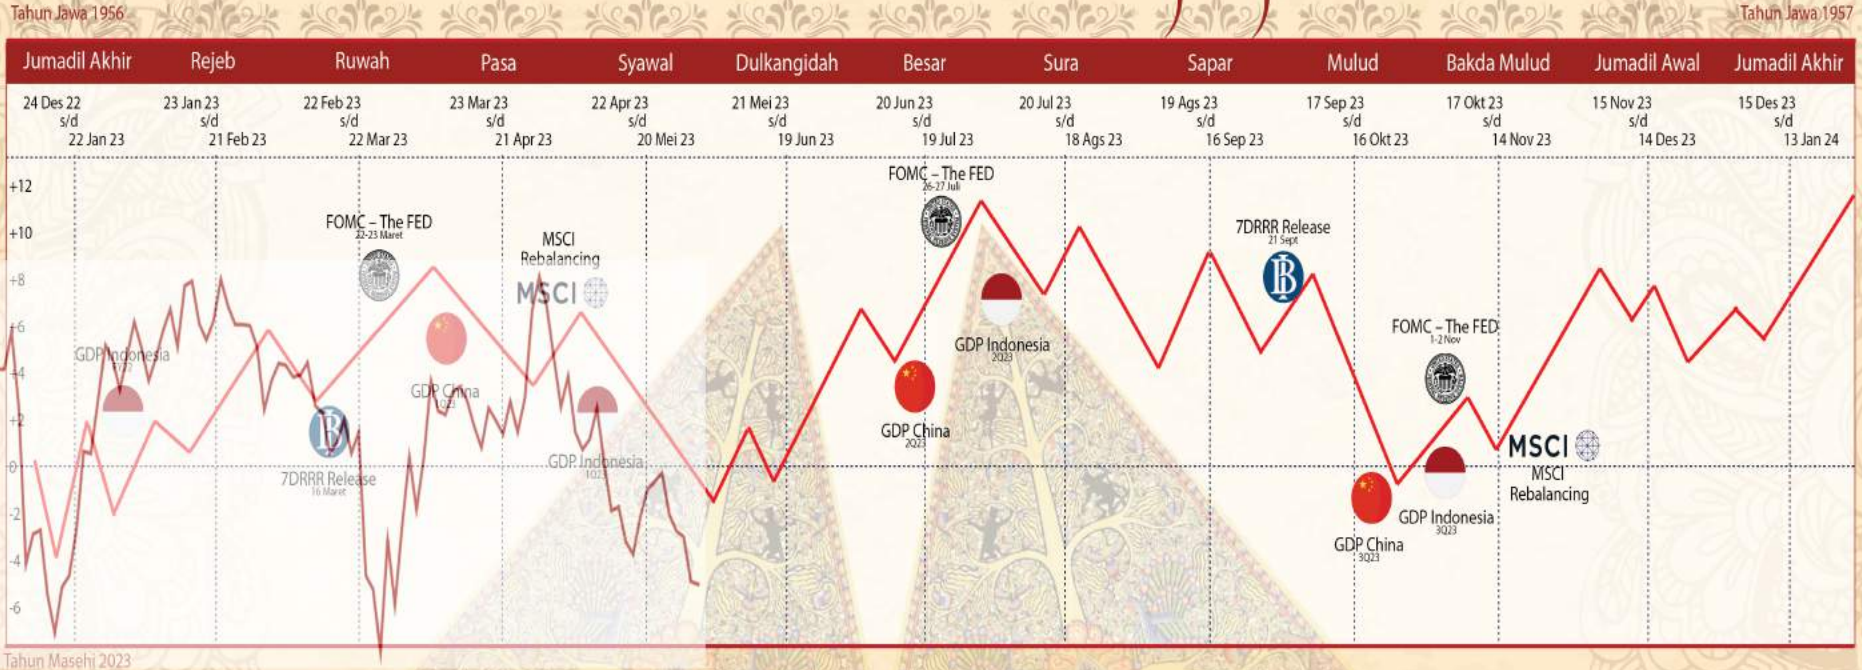 Tahun Jawa 1956
Tahun Jawa 1957
Jumadil Akhir
Rejeb
Ruwah
Pasa
Syawal
Dulkangidah
Besar
Sura
Sapar
Mulud
Bakda Mulud
Jumadil Awal
Jumadil Akhir
24 Des 22
s/d
22 Jan 23
23 Jan 23
s/d
21 Feb 23
22 Feb 23
s/d
22 Mar 23
23 Mar 23
s/d
21 Apr 23
22 Apr 23
s/d
20 Mei 23
21 Mei 23
s/d
19 Jun 23
20 Jun 23
s/d
19 Jul 23
20 Jul 23
s/d
18 Ags 23
19 Ags 23
s/d
16 Sep 23
17 Sep 23
s/d
16 Okt 23
17 Okt 23
s/d
14 Nov 23
15 Nov 23
s/d
14 Des 23
15 Des 23
s/d
13 Jan 24
+12
+10
+8
+6
+4
+2
0
-2
-4
-6
GDP Indonesia
7DRRR Release
16 Maret
FOMC – The FED
22-23 Maret
GDP China
1Q23
MSCI
Rebalancing
MSCI
GDP Indonesia
1Q23
FOMC – The FED
26-27 Juli
GDP China
2Q23
GDP Indonesia
2Q23
7DRRR Release
21 Sept
GDP China
3Q23
FOMC – The FED
1-2 Nov
GDP Indonesia
3Q23
MSCI
MSCI
Rebalancing
Tahun Masehi 2023